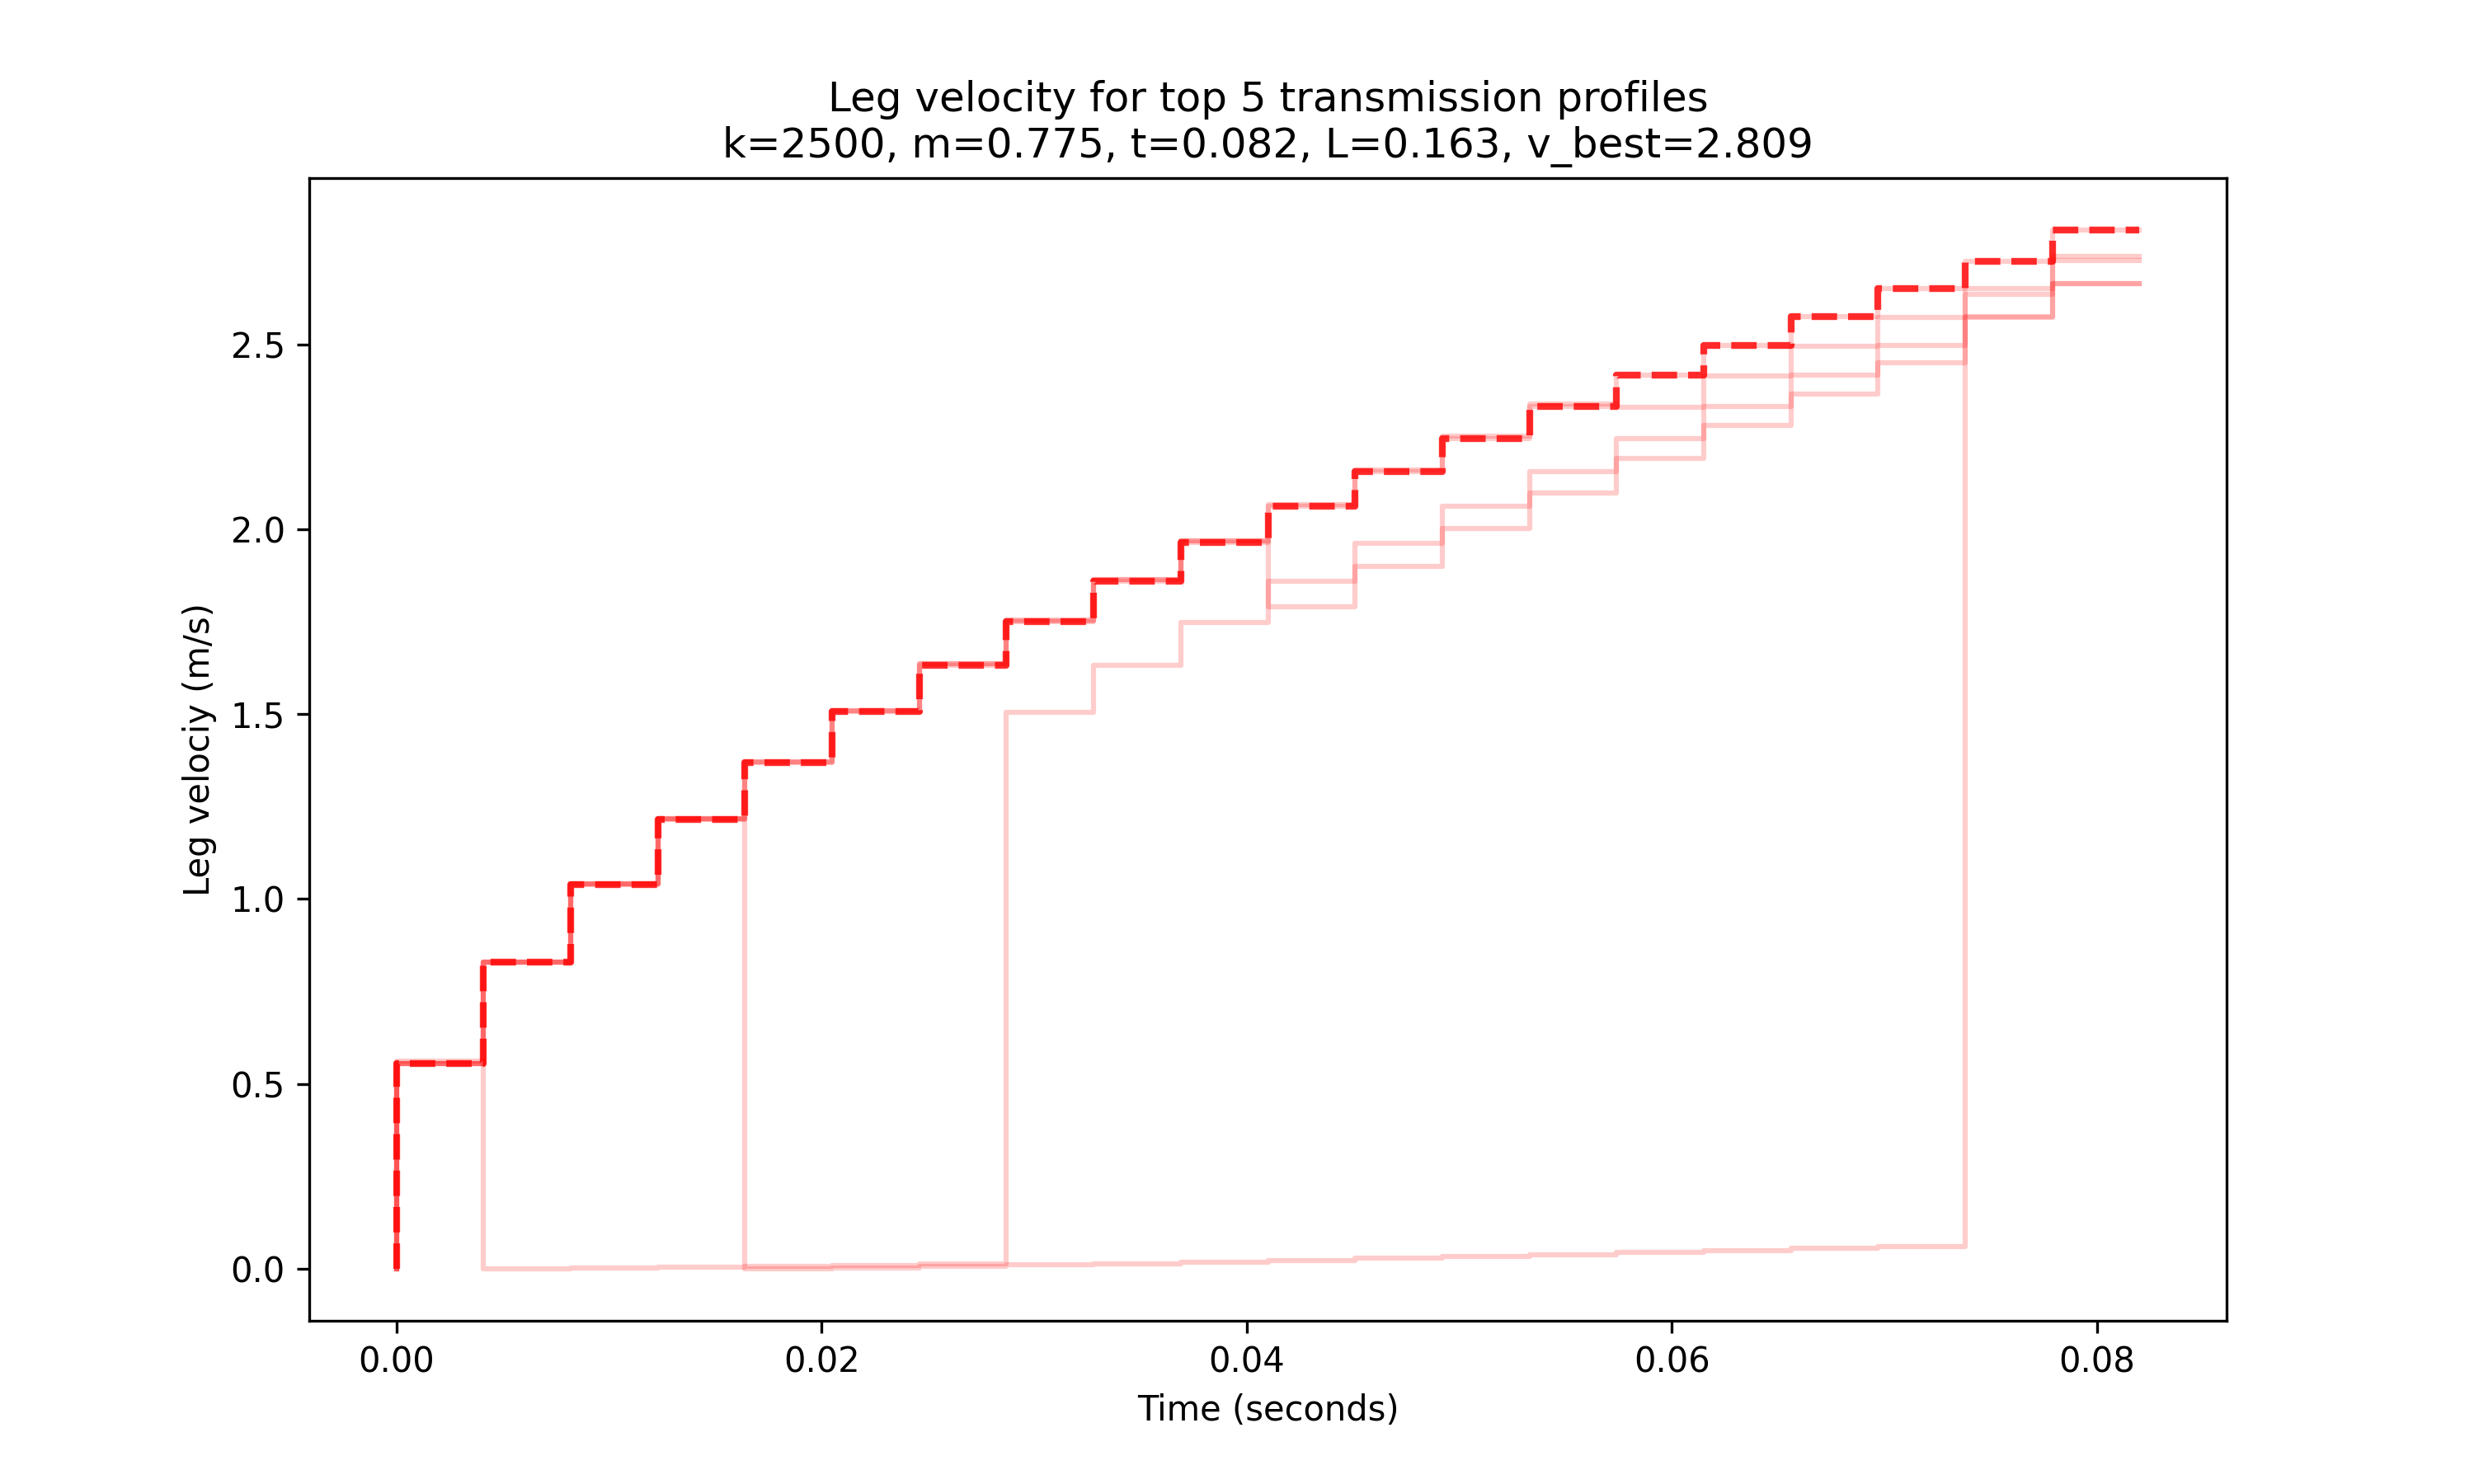 Leg velocity for top 5 transmission profiles
k=2500, m=0.775, t=0.082, L=0.163, v_best=2.809
Leg velociy (m/s)
2.5
2.0
1.5
1.0
0.5
0.0
0.00 0.02 0.04 0.06 0.08
Time (seconds)